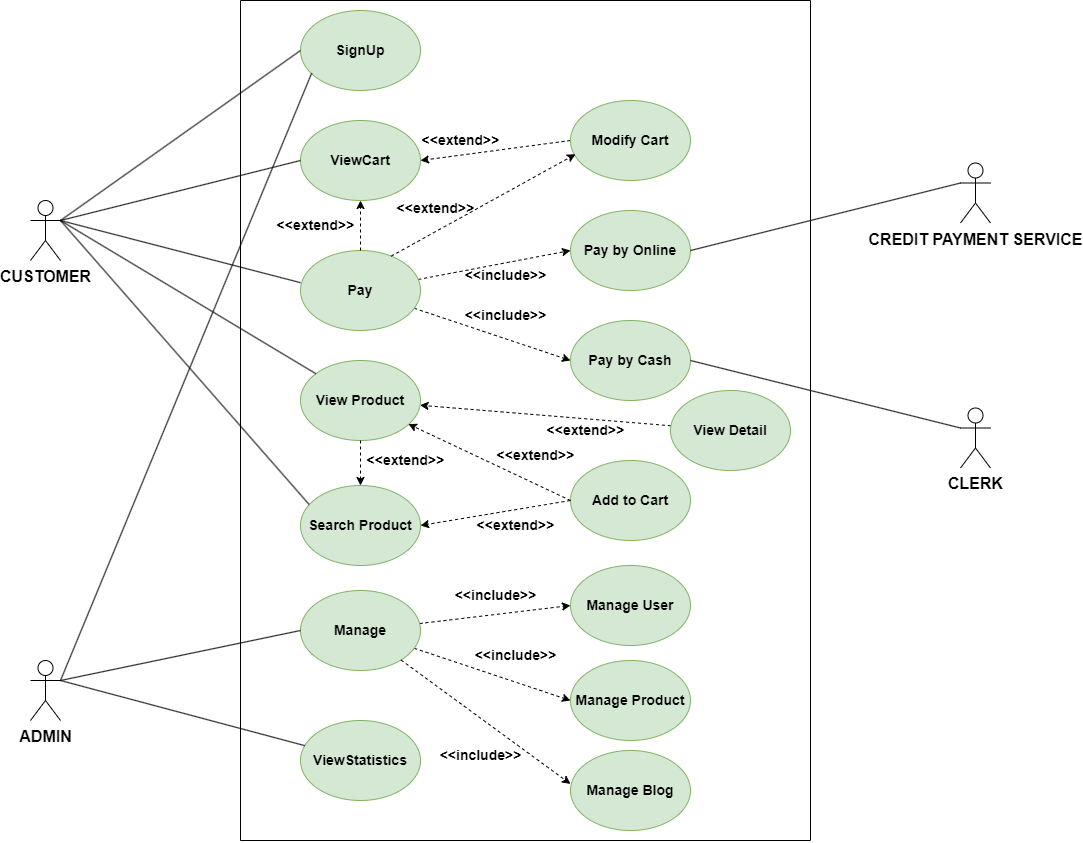 SignUp
<<extend>>
Modify Cart
ViewCart
<<extend>>
<<extend>>
CREDIT PAYMENT SERVICE
Pay by Online
CUSTOMER
<<include>>
Pay
<<include>>
Pay by Cash
View Product
<<extend>>
View Detail
<<extend>>
<<extend>>
CLERK
Add to Cart
Search Product
<<extend>>
<<include>>
Manage User
Manage
<<include>>
Manage Product
ADMIN
<<include>>
ViewStatistics
Manage Blog